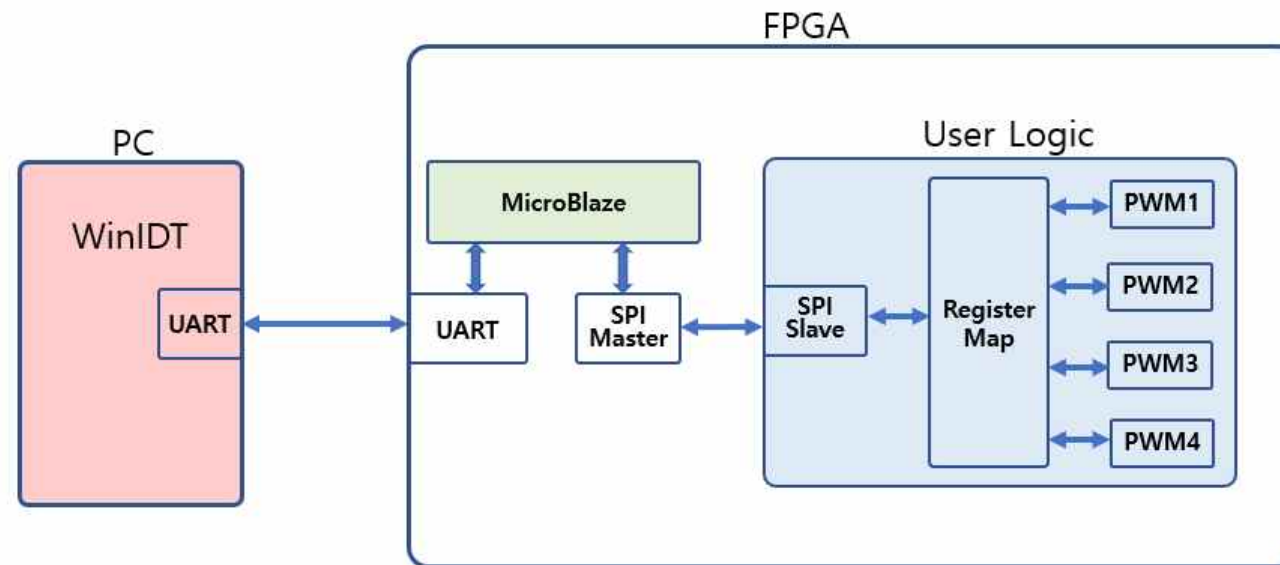 FPGA
PC
User Logic
WinIDT
UART
MicroBlaze
UART
SPI
Master
SPI
Slave
Register
Map
PWM1
PWM2
PWM3
PWM4